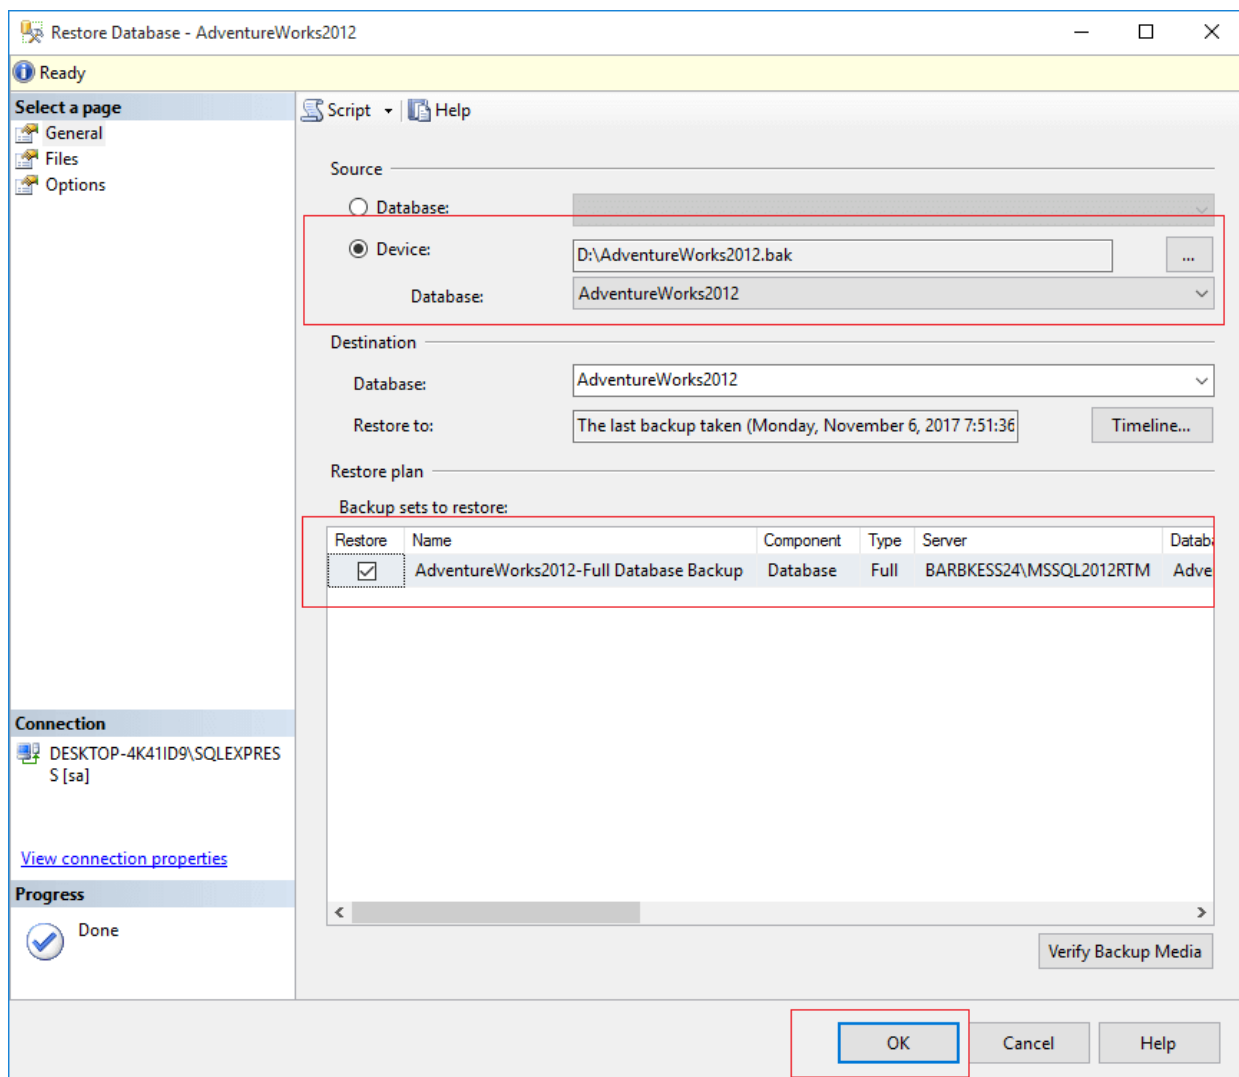 Restore Database - AdventureWorks2012
Ready
Select a page
General
Files
Options
Script
Help
Source
Database:
Device:
D:\AdventureWorks2012.bak
...
Database:
AdventureWorks2012
Destination
Database:
AdventureWorks2012
Restore to:
The last backup taken (Monday, November 6, 2017 7:51:36
Timeline...
Restore plan
Backup sets to restore:
Restore Name Component Type Server Datab
AdventureWorks2012-Full Database Backup Database Full BARBKESS24\MSSQL2012RTM Adve
Connection
DESKTOP-4K41ID9\SQLEXPRES
S [sa]
View connection properties
Progress
Done
Verify Backup Media
OK
Cancel
Help